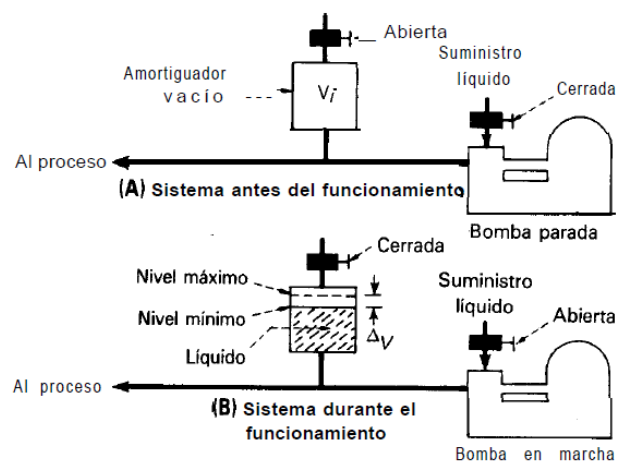 Abierta
Suministro
líquido
Amortiguador
vacío
Vi
Cerrada
Al proceso
(A) Sistema antes del funcionamiento
Bomba parada
Cerrada
Nivel máximo
Suministro
líquido
Nivel mínimo
Abierta
ΔV
Líquido
Al proceso
(B) Sistema durante el
funcionamiento
Bomba en marcha